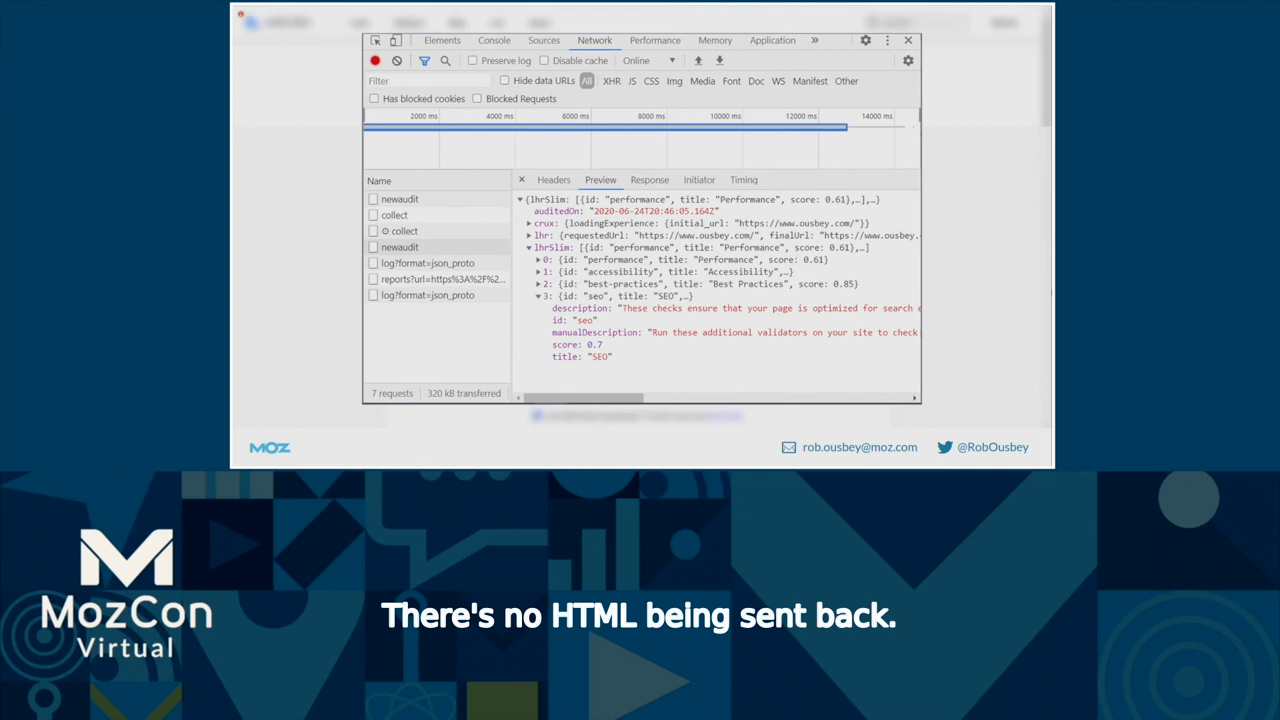 Elements Console Sources Network Performance Memory Application »
Preserve log Disable cache Online
Filter Hide data URLs All XHR JS CSS Img Media Font Doc WS Manifest Other
Has blocked cookies Blocked Requests
2000 ms 4000 ms 6000 ms 8000 ms 10000 ms 12000 ms 14000 ms
Name
newaudit
collect
collect
newaudit
log?format=json_proto
reports?url=https%3A%2F%2...
log?format=json_proto
7 requests 320 kB transferred
Headers Preview Response Initiator Timing
{lhrSlim: [{id: "performance", title: "Performance", score: 0.61},…],…}
auditedOn: "2020-06-24T20:46:05.164Z"
crux: {loadingExperience: {initial_url: "https://www.ousbey.com/"}}
lhr: {requestedUrl: "https://www.ousbey.com/", finalUrl: "https://www.ousbey.
lhrSlim: [{id: "performance", title: "Performance", score: 0.61},…]
0: {id: "performance", title: "Performance", score: 0.61}
1: {id: "accessibility", title: "Accessibility",…}
2: {id: "best-practices", title: "Best Practices", score: 0.85}
3: {id: "seo", title: "SEO",…}
description: "These checks ensure that your page is optimized for search e
id: "seo"
manualDescription: "Run these additional validators on your site to check
score: 0.7
title: "SEO"
MOZ rob.ousbey@moz.com @RobOusbey
M
MozCon
Virtual
There's no HTML being sent back.